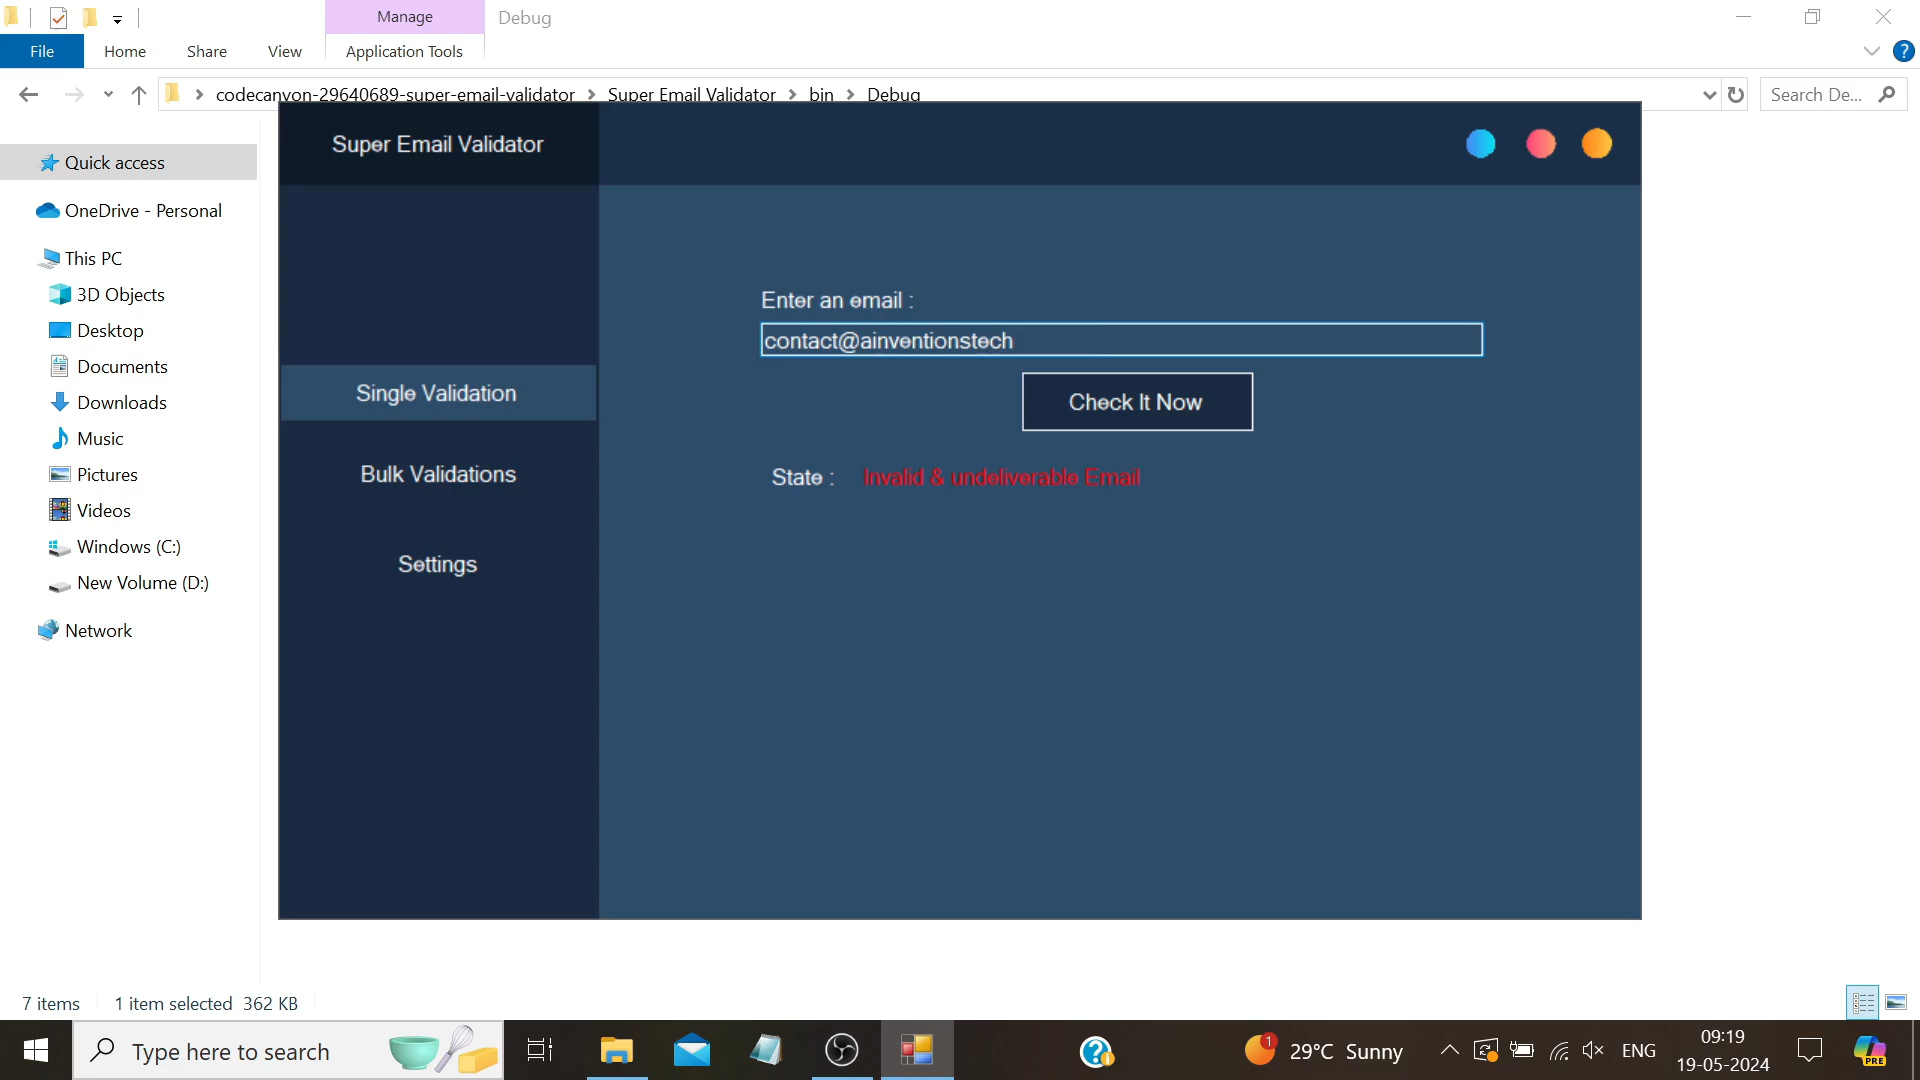 Manage
Debug
File
Home
Share
View
Application Tools
codecanyon-29640689-super-email-validator
Super Email Validator
bin
Debug
Search De...
Quick access
OneDrive - Personal
This PC
3D Objects
Desktop
Documents
Downloads
Music
Pictures
Videos
Windows (C:)
New Volume (D:)
Network
Super Email Validator
Single Validation
Bulk Validations
Settings
Enter an email :
contact@ainventionstech
Check It Now
State : Invalid & undeliverable Email
7 items
1 item selected 362 KB
Type here to search
1
29°C Sunny
ENG
09:19
19-05-2024
PRE